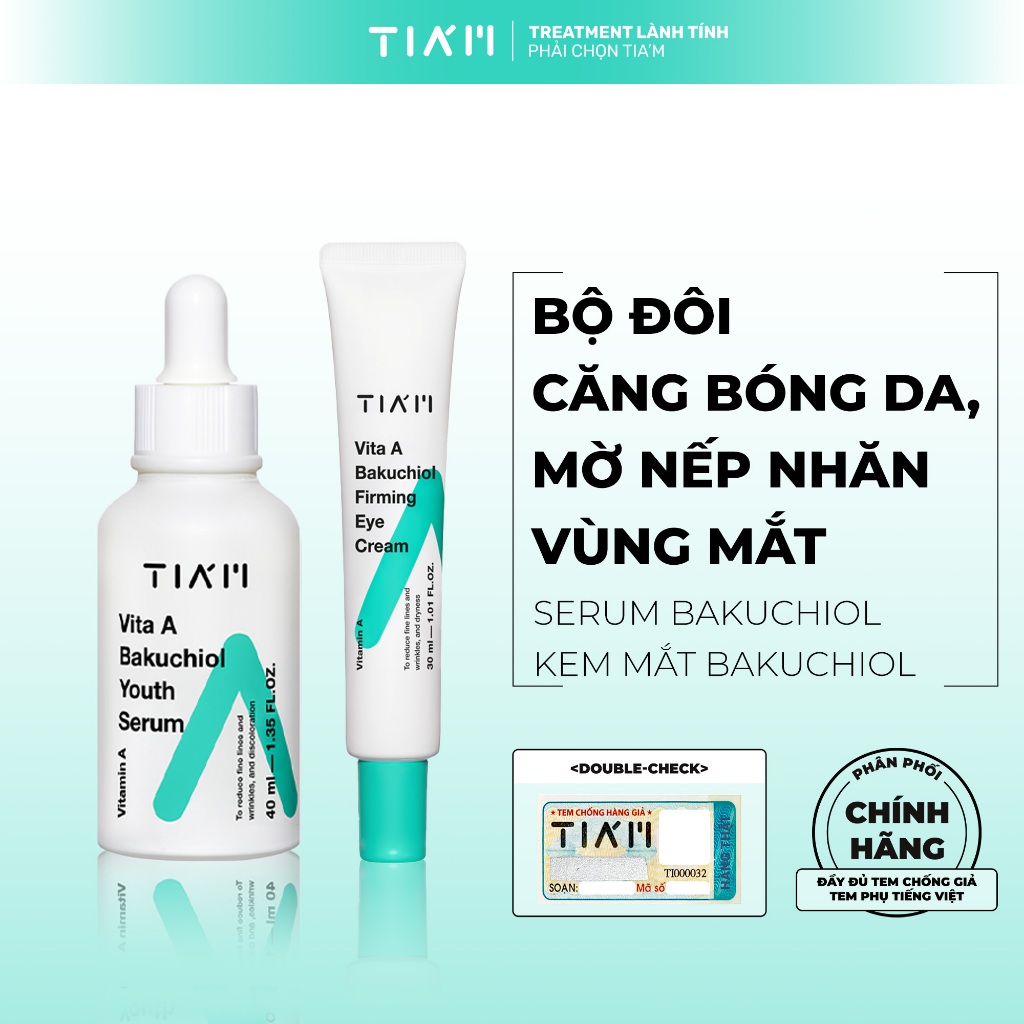 TIA'M
TREATMENT LÀNH TÍNH
PHẢI CHỌN TIA'M
BỘ ĐÔI
CĂNG BÓNG DA,
MỜ NẾP NHĂN
VÙNG MẮT
SERUM BAKUCHIOL
KEM MẮT BAKUCHIOL
TIA'M
Vita A
Bakuchiol
Firming
Eye
Cream
Vitamin A
To reduce fine lines and
wrinkles, and dryness
30 ml — 1.01 FL.OZ.
TIA'M
Vita A
Bakuchiol
Youth
Serum
Vitamin A
To reduce fine lines and
wrinkles, and discoloration
40 ml — 1.35 FL.OZ.
<DOUBLE-CHECK>
★ TEM CHỐNG HÀNG GIẢ ★
TIA'M
HÀNG THẬT
TI000032
SOẠN:
Mã số
PHÂN PHỐI
CHÍNH
HÃNG
ĐẦY ĐỦ TEM CHỐNG GIẢ
TEM PHỤ TIẾNG VIỆT